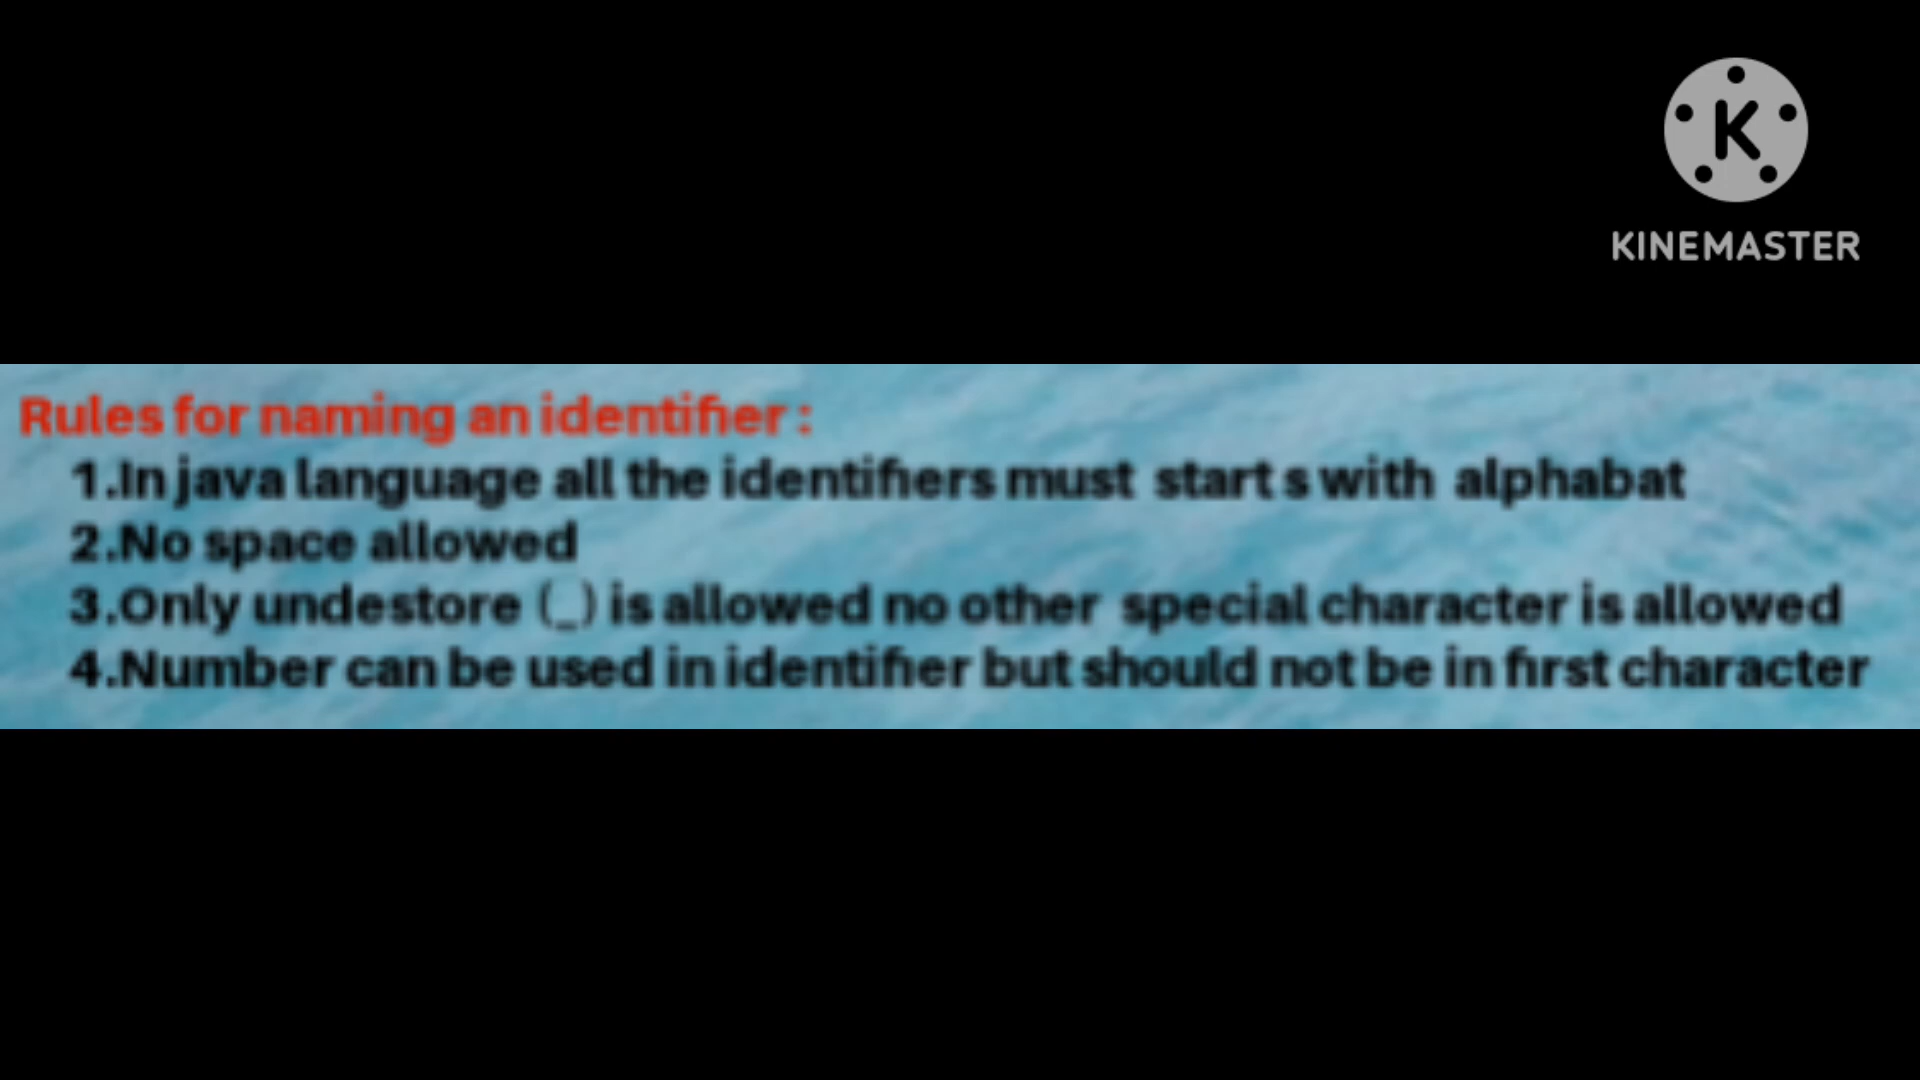 K
KINEMASTER
Rules for naming an identifier :
1.In java language all the identifiers must start s with alphabat
2.No space allowed
3.Only undestore (_) is allowed no other special character is allowed
4.Number can be used in identifier but should not be in first character